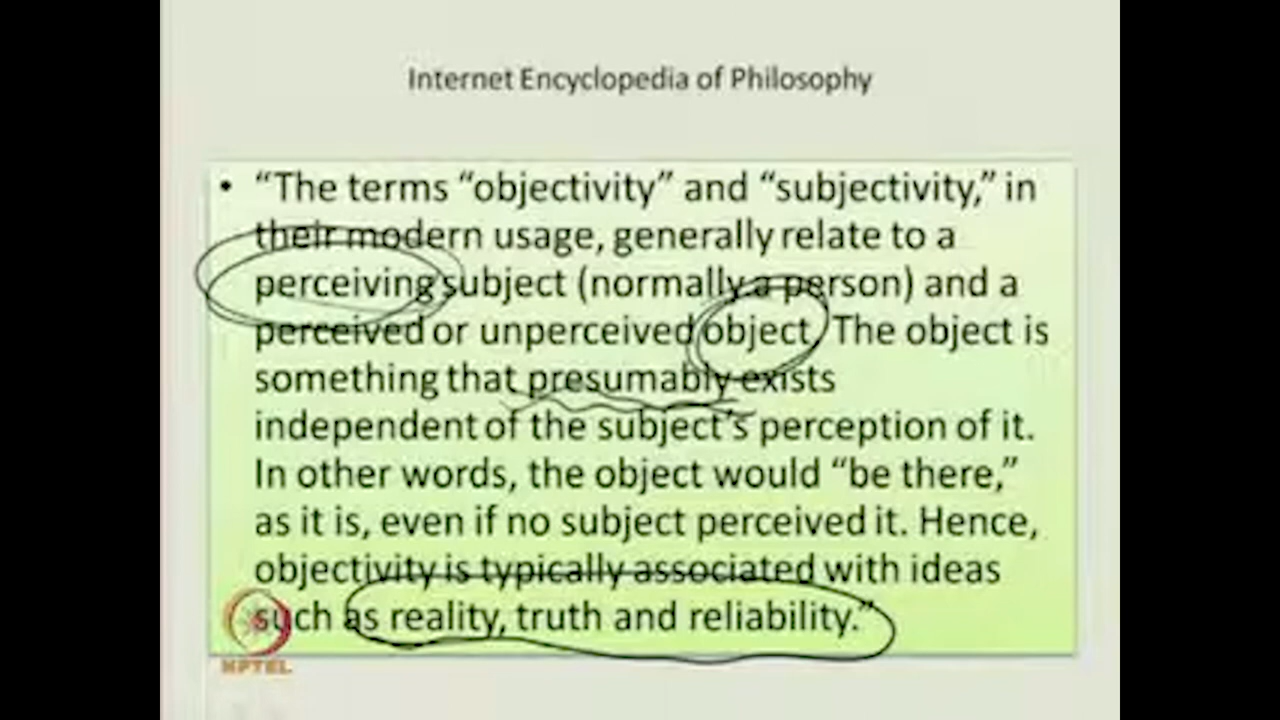 Internet Encyclopedia of Philosophy
• “The terms “objectivity” and “subjectivity,” in
their modern usage, generally relate to a
perceiving subject (normally a person) and a
perceived or unperceived object. The object is
something that presumably exists
independent of the subject’s perception of it.
In other words, the object would “be there,”
as it is, even if no subject perceived it. Hence,
objectivity is typically associated with ideas
such as reality, truth and reliability.”
NPTEL